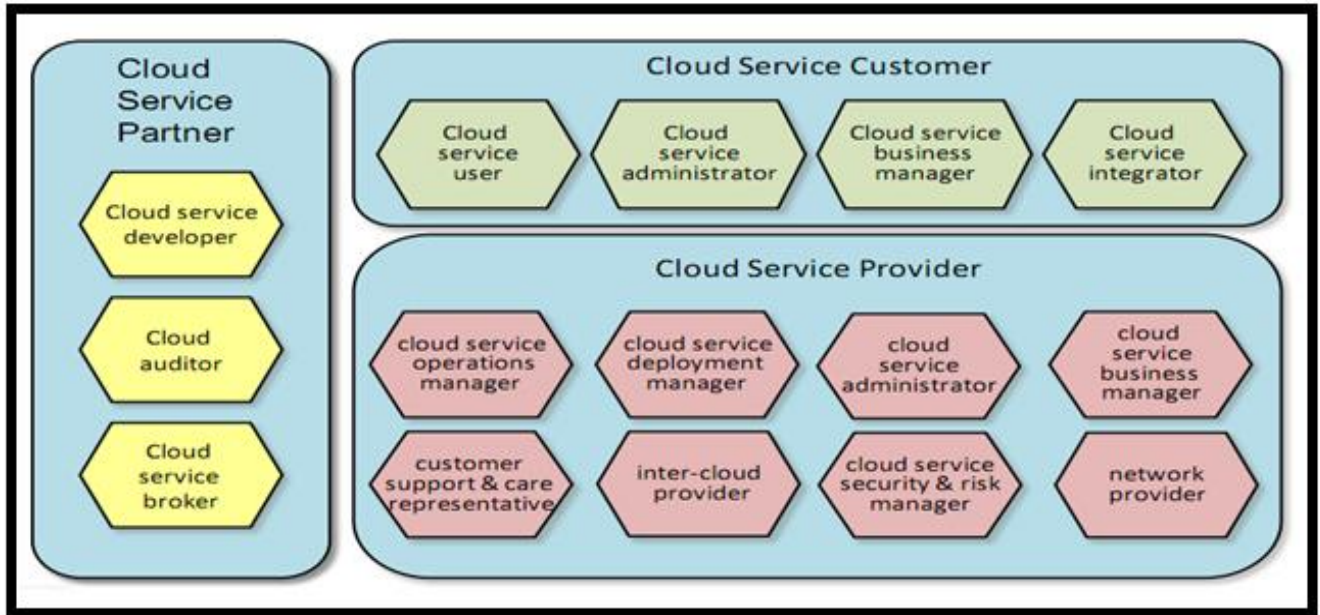 Cloud
Service
Partner
Cloud service
developer
Cloud
auditor
Cloud
service
broker
Cloud Service Customer
Cloud
service
user
Cloud
service
administrator
Cloud service
business
manager
Cloud
service
integrator
Cloud Service Provider
cloud service
operations
manager
cloud service
deployment
manager
cloud
service
administrator
cloud
service
business
manager
customer
support & care
representative
inter-cloud
provider
cloud service
security & risk
manager
network
provider